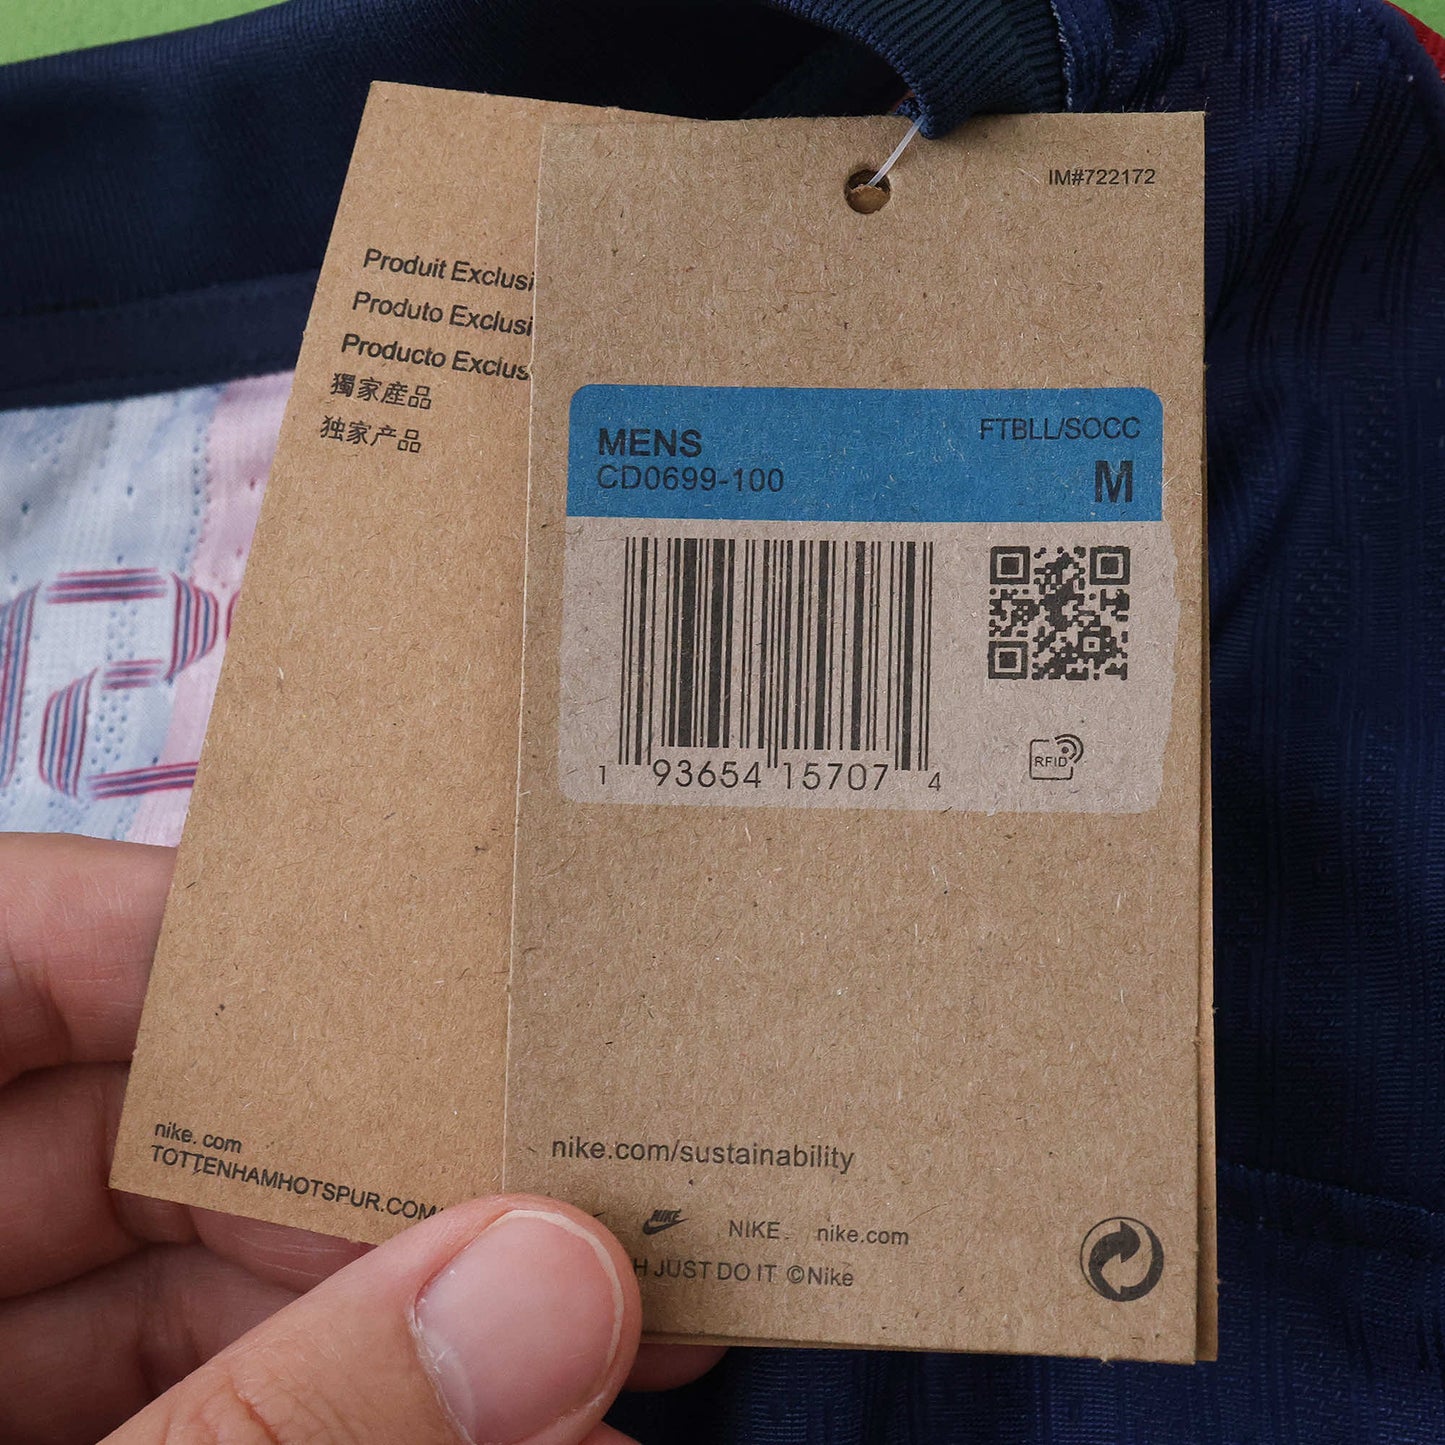 Produit Exclusi
Produto Exclusi
Producto Exclus
獨家産品
独家产品
nike. com
TOTTENHAMHOTSPUR.COM
IM#722172
MENS
FTBLL/SOCC
CD0699-100
M
1 93654 15707 4
RFID
nike.com/sustainability
NIKE NIKE. nike.com
H JUST DO IT ©Nike